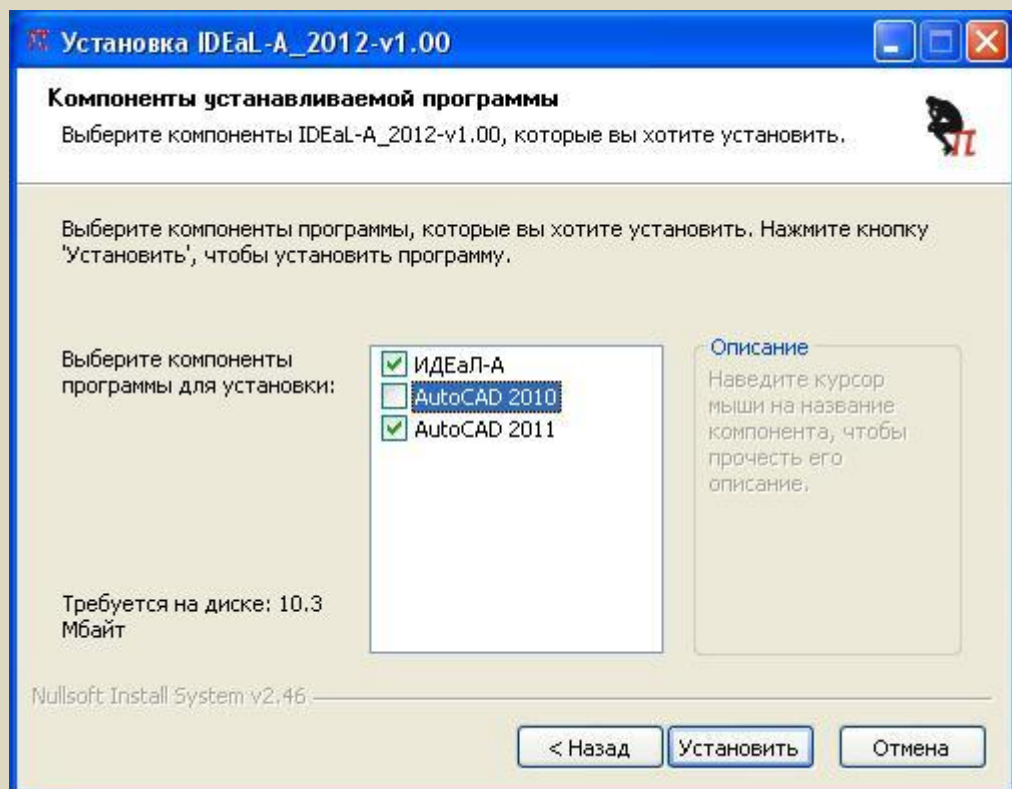 Установка IDEaL-A_2012-v1.00
Компоненты устанавливаемой программы
Выберите компоненты IDEaL-A_2012-v1.00, которые вы хотите установить.
Выберите компоненты программы, которые вы хотите установить. Нажмите кнопку
'Установить', чтобы установить программу.
Выберите компоненты
программы для установки:
ИДЕаЛ-А
AutoCAD 2010
AutoCAD 2011
Описание
Наведите курсор
мыши на название
компонента, чтобы
прочесть его
описание.
Требуется на диске: 10.3
Мбайт
Nullsoft Install System v2.46
< Назад
Установить
Отмена